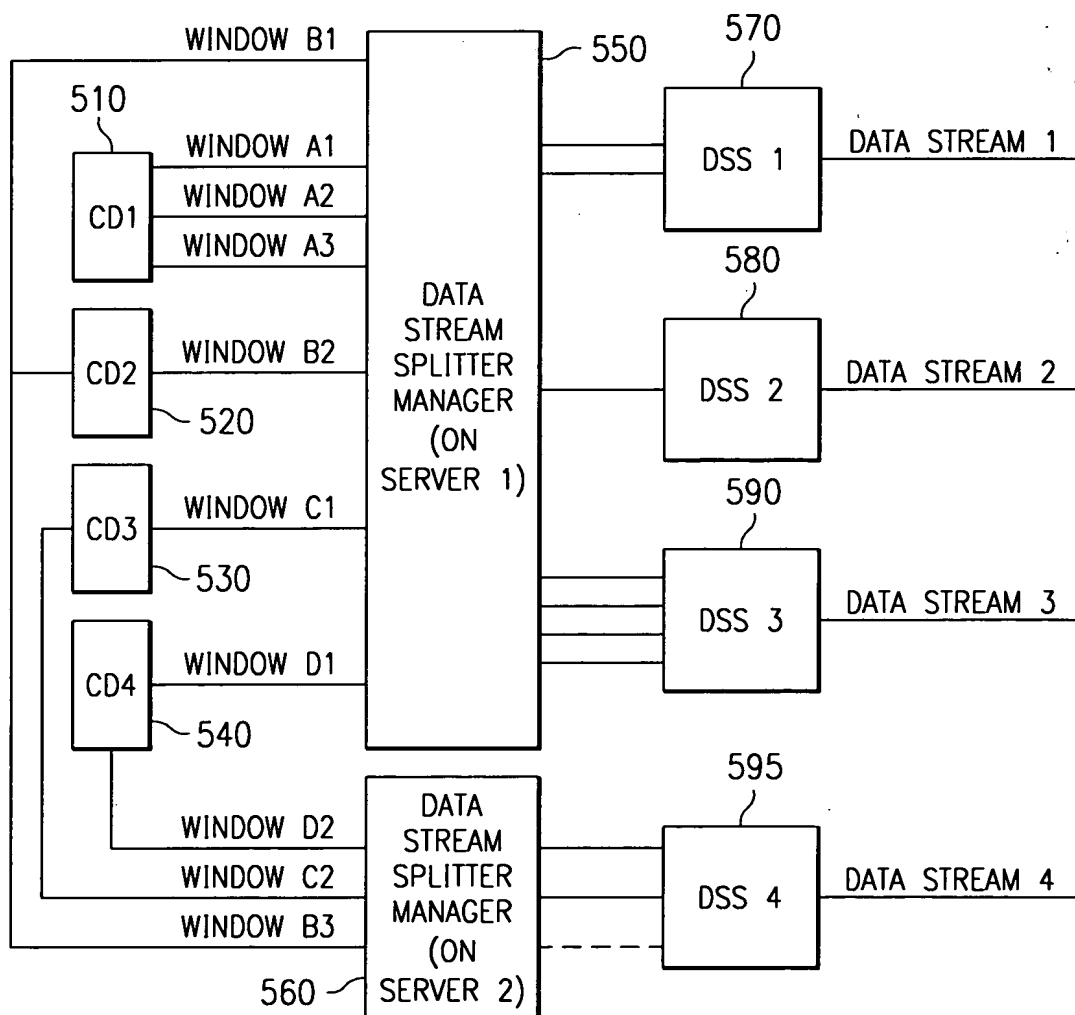 WINDOW B1
550
570
510
WINDOW A1
CD1
WINDOW A2
WINDOW A3
DSS 1
DATA STREAM 1
DATA
STREAM
SPLITTER
MANAGER
(ON
SERVER 1)
580
CD2
WINDOW B2
520
DSS 2
DATA STREAM 2
590
CD3
WINDOW C1
530
DSS 3
DATA STREAM 3
CD4
WINDOW D1
540
595
DATA
STREAM
SPLITTER
MANAGER
(ON
SERVER 2)
WINDOW D2
WINDOW C2
WINDOW B3
560
DSS 4
DATA STREAM 4